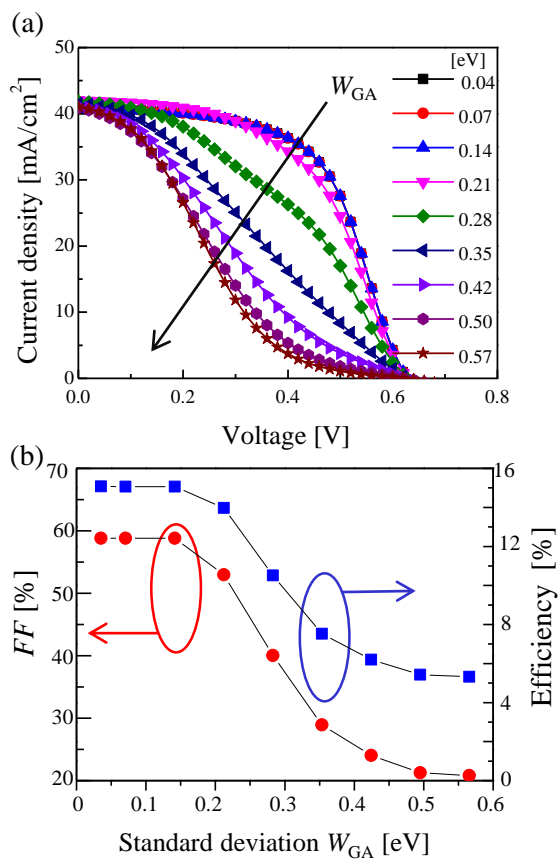 (a)
50
40
30
20
10
0
Current density [mA/cm²]
0.0 0.2 0.4 0.6 0.8
Voltage [V]
W_GA
[eV]
0.04
0.07
0.14
0.21
0.28
0.35
0.42
0.50
0.57
(b)
70
60
50
40
30
20
FF [%]
16
12
8
4
0
Efficiency [%]
0 0.1 0.2 0.3 0.4 0.5 0.6
Standard deviation W_GA [eV]